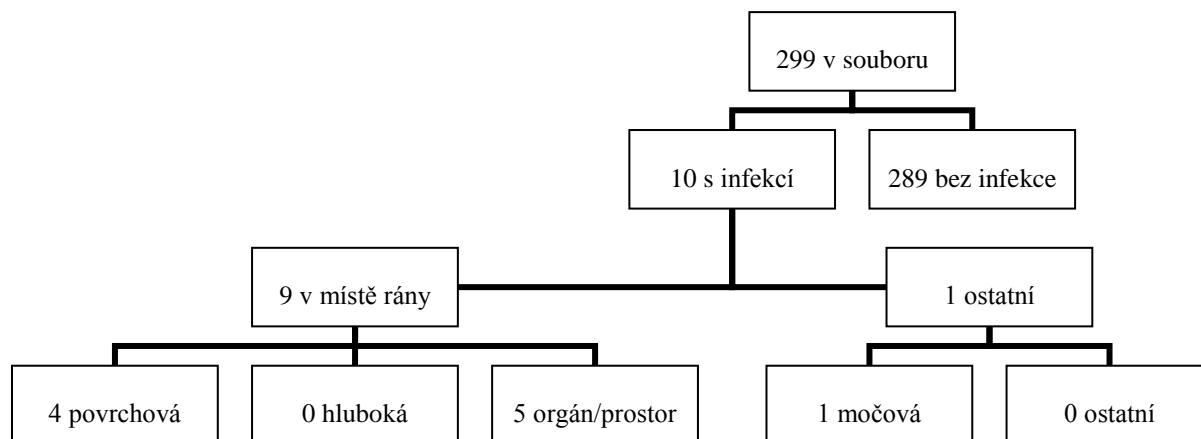 299 v souboru
10 s infekcí
289 bez infekce
9 v místě rány
1 ostatní
4 povrchová
0 hluboká
5 orgán/prostor
1 močová
0 ostatní